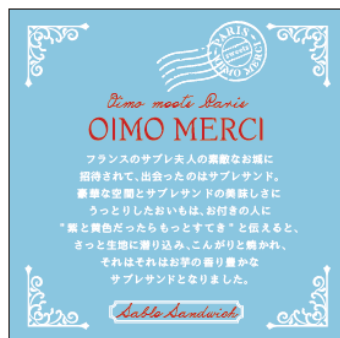 PARIS
sweets
MOMO MERCI
Oimo meets Paris
OIMO MERCI
フランスのサブレ夫人の素敵なお城に
招待されて、出会ったのはサブレサンド。
豪華な空間とサブレサンドの美味しさに
うっとりしたおいもは、お付きの人に
"紫と黄色だったらもっとすてき"と伝えると、
さっと生地に潜り込み、こんがりと焼かれ、
それはそれはお芋の香り豊かな
サブレサンドとなりました。
Sable Sandwich